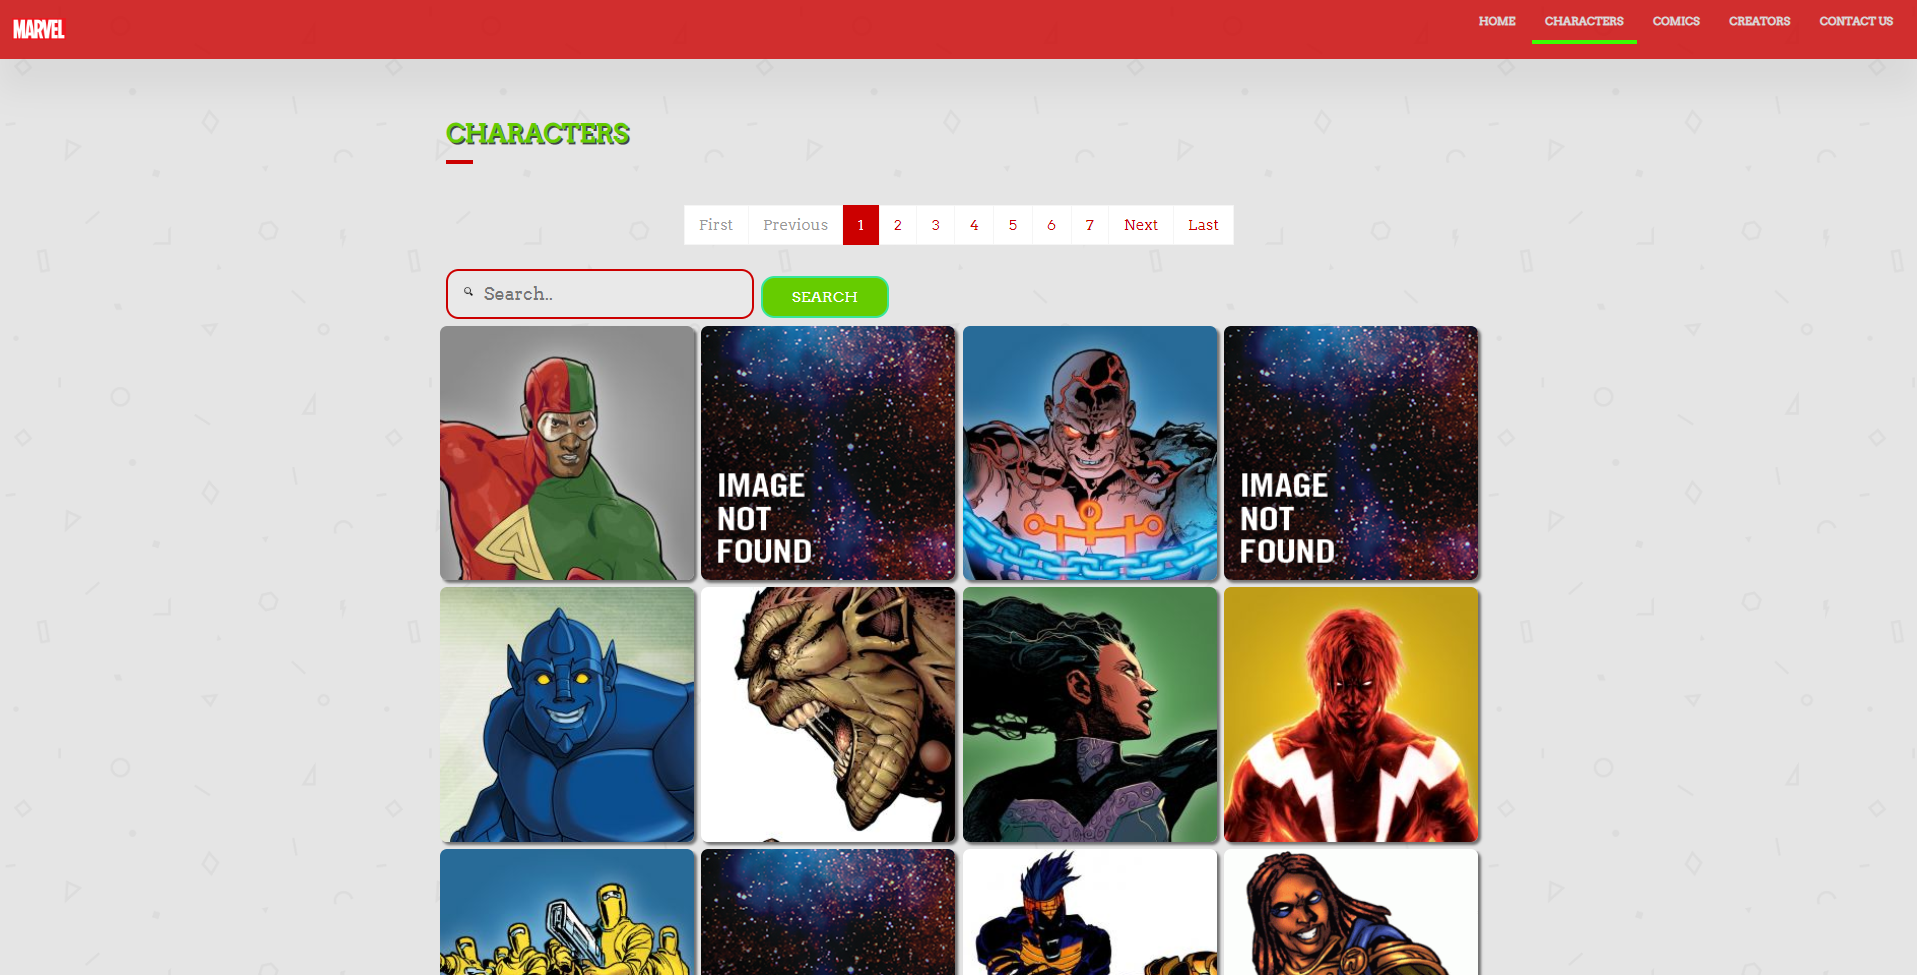 MARVEL
HOME CHARACTERS COMICS CREATORS CONTACT US
CHARACTERS
First Previous 1 2 3 4 5 6 7 Next Last
Search.. SEARCH
IMAGE
NOT
FOUND
IMAGE
NOT
FOUND